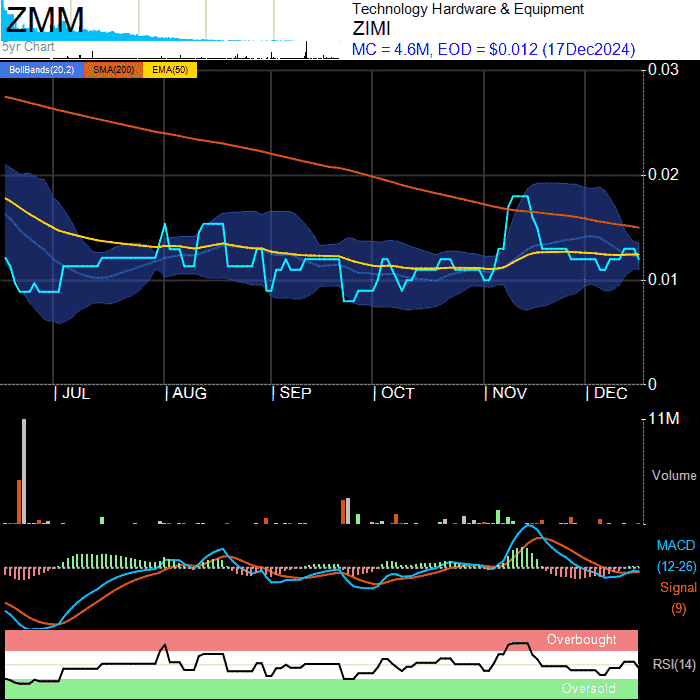 ZMM
5yr Chart
Technology Hardware & Equipment
ZIMI
MC = 4.6M, EOD = $0.012 (17Dec2024)
BollBands(20,2) SMA(200) EMA(50)
0.03
0.02
0.01
0
| JUL | AUG | SEP | OCT | NOV | DEC
11M
Volume
MACD
(12-26)
Signal
(9)
Overbought
RSI(14)
Oversold